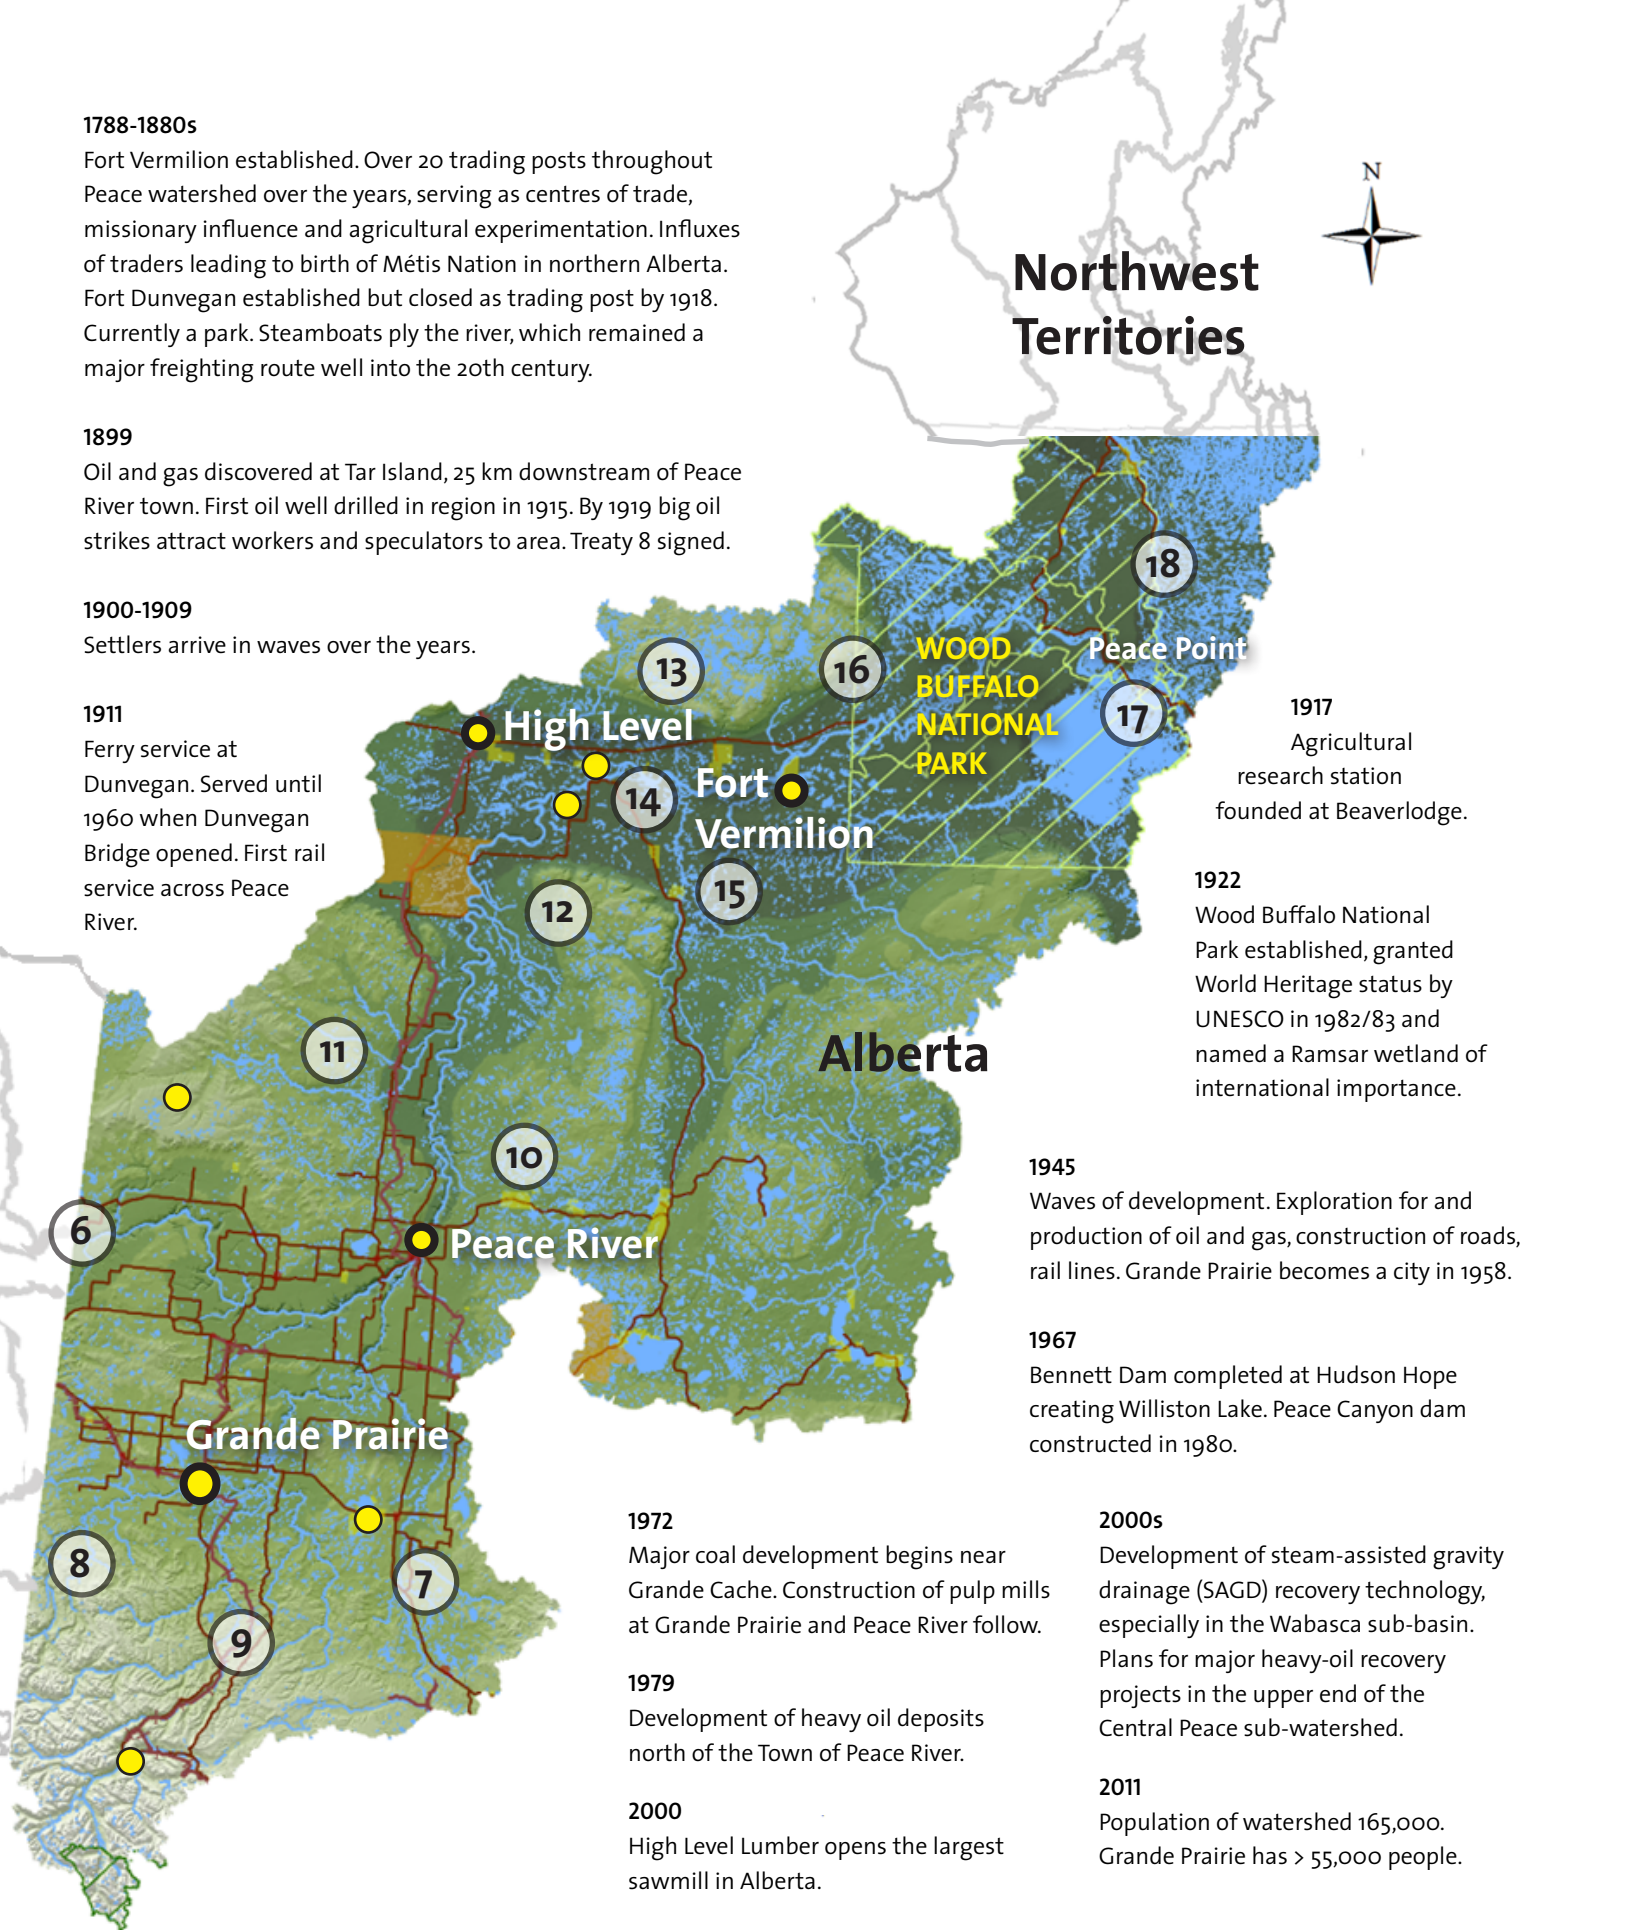 1788-1880s
Fort Vermilion established. Over 20 trading posts throughout
Peace watershed over the years, serving as centres of trade,
missionary influence and agricultural experimentation. Influxes
of traders leading to birth of Métis Nation in northern Alberta.
Fort Dunvegan established but closed as trading post by 1918.
Currently a park. Steamboats ply the river, which remained a
major freighting route well into the 20th century.
1899
Oil and gas discovered at Tar Island, 25 km downstream of Peace
River town. First oil well drilled in region in 1915. By 1919 big oil
strikes attract workers and speculators to area. Treaty 8 signed.
1900-1909
Settlers arrive in waves over the years.
1911
Ferry service at
Dunvegan. Served until
1960 when Dunvegan
Bridge opened. First rail
service across Peace
River.
N
Northwest
Territories
18
Peace Point
17
16
WOOD
BUFFALO
NATIONAL
PARK
13
High Level
14
Fort
Vermilion
15
12
11
Alberta
10
6
Peace River
Grande Prairie
8
7
9
1917
Agricultural
research station
founded at Beaverlodge.
1922
Wood Buffalo National
Park established, granted
World Heritage status by
UNESCO in 1982/83 and
named a Ramsar wetland of
international importance.
1945
Waves of development. Exploration for and
production of oil and gas, construction of roads,
rail lines. Grande Prairie becomes a city in 1958.
1967
Bennett Dam completed at Hudson Hope
creating Williston Lake. Peace Canyon dam
constructed in 1980.
1972
Major coal development begins near
Grande Cache. Construction of pulp mills
at Grande Prairie and Peace River follow.
1979
Development of heavy oil deposits
north of the Town of Peace River.
2000
High Level Lumber opens the largest
sawmill in Alberta.
2000s
Development of steam-assisted gravity
drainage (SAGD) recovery technology,
especially in the Wabasca sub-basin.
Plans for major heavy-oil recovery
projects in the upper end of the
Central Peace sub-watershed.
2011
Population of watershed 165,000.
Grande Prairie has > 55,000 people.